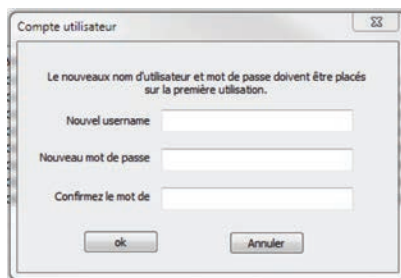 Compte utilisateur
Le nouveaux nom d'utilisateur et mot de passe doivent être placés
sur la première utilisation.
Nouvel username
Nouveau mot de passe
Confirmez le mot de
ok
Annuler